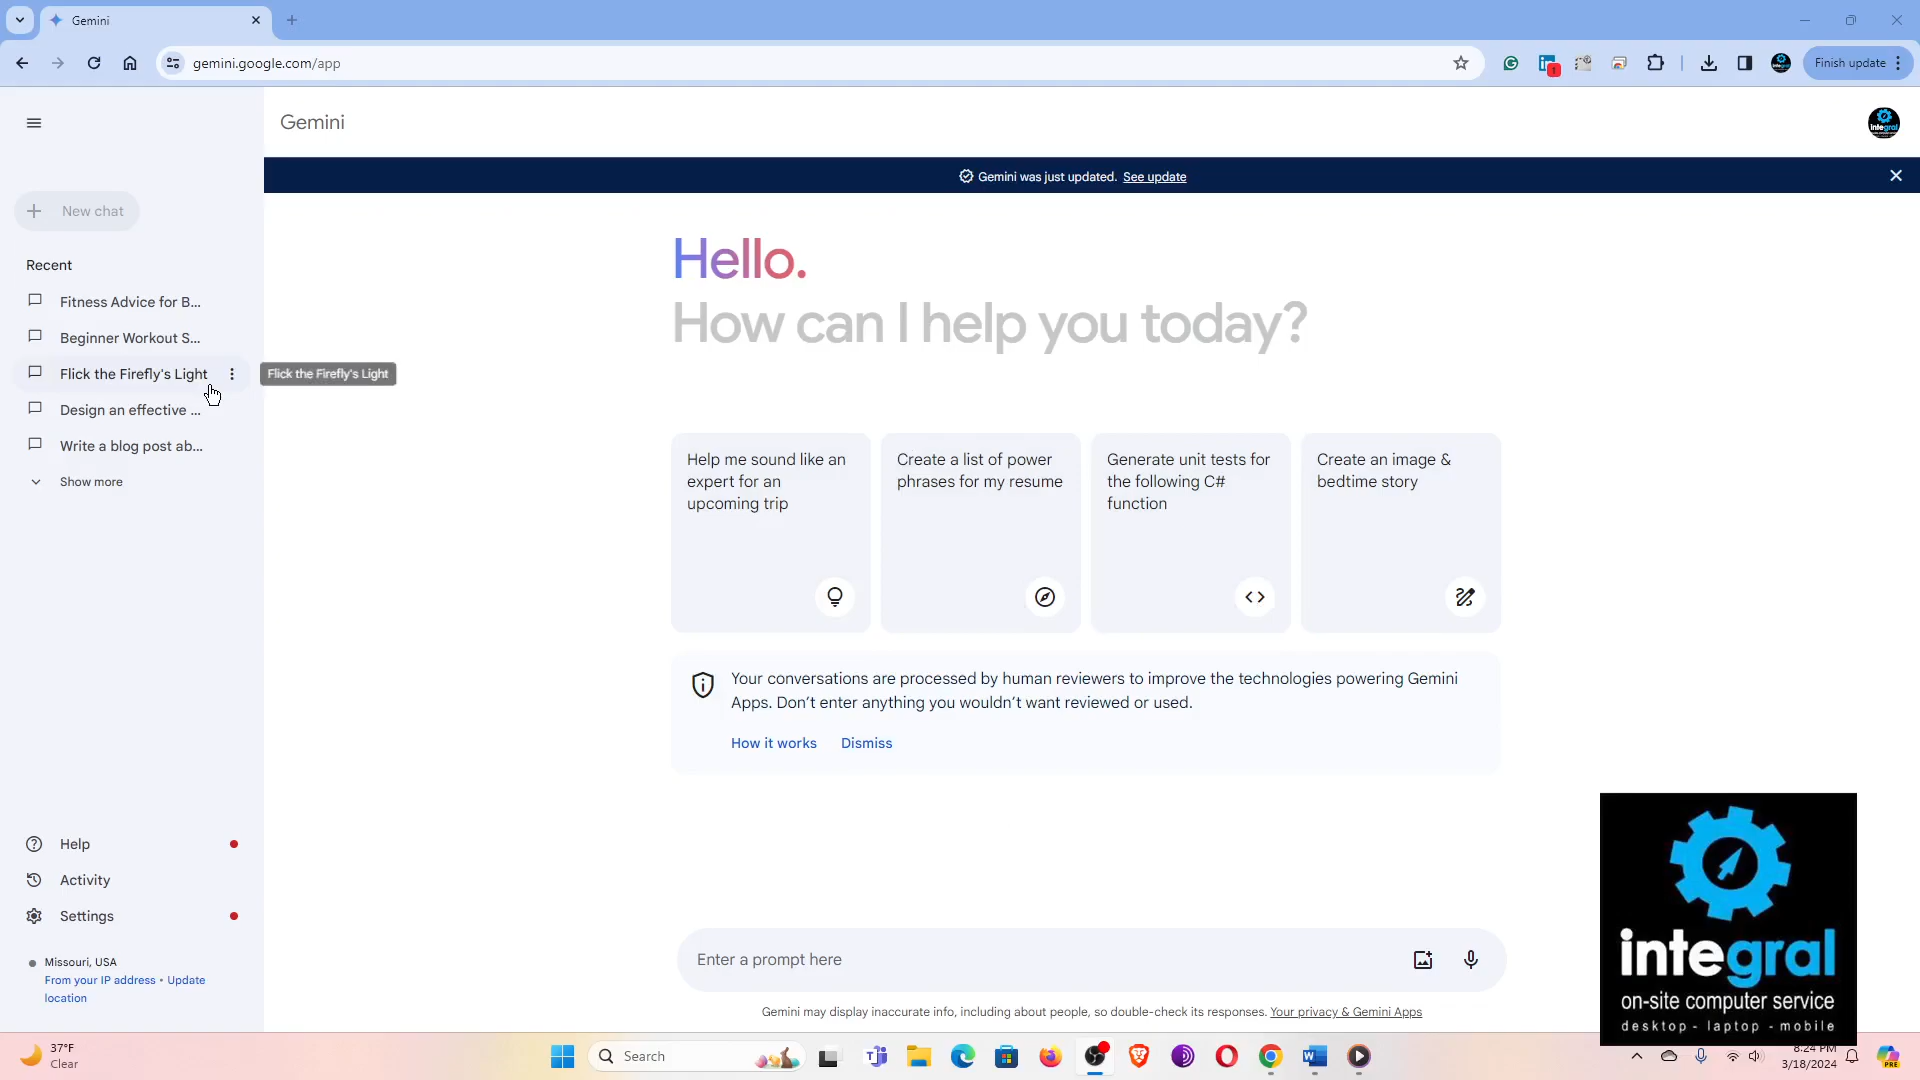 Gemini
gemini.google.com/app
1
Finish update
Gemini
integral
Gemini was just updated. See update
New chat
Hello.
How can I help you today?
Recent
Fitness Advice for B...
Beginner Workout S...
Flick the Firefly's Light
Flick the Firefly's Light
Design an effective ...
Write a blog post ab...
Show more
Help me sound like an
expert for an
upcoming trip
Create a list of power
phrases for my resume
Generate unit tests for
the following C#
function
Create an image &
bedtime story
Your conversations are processed by human reviewers to improve the technologies powering Gemini
Apps. Don't enter anything you wouldn't want reviewed or used.
How it works Dismiss
Help
Activity
Settings
Missouri, USA
From your IP address • Update
location
Enter a prompt here
Gemini may display inaccurate info, including about people, so double-check its responses. Your privacy & Gemini Apps
integral
on-site computer service
desktop - laptop - mobile
37°F
Clear
Search
8:24 PM
3/18/2024
PRE